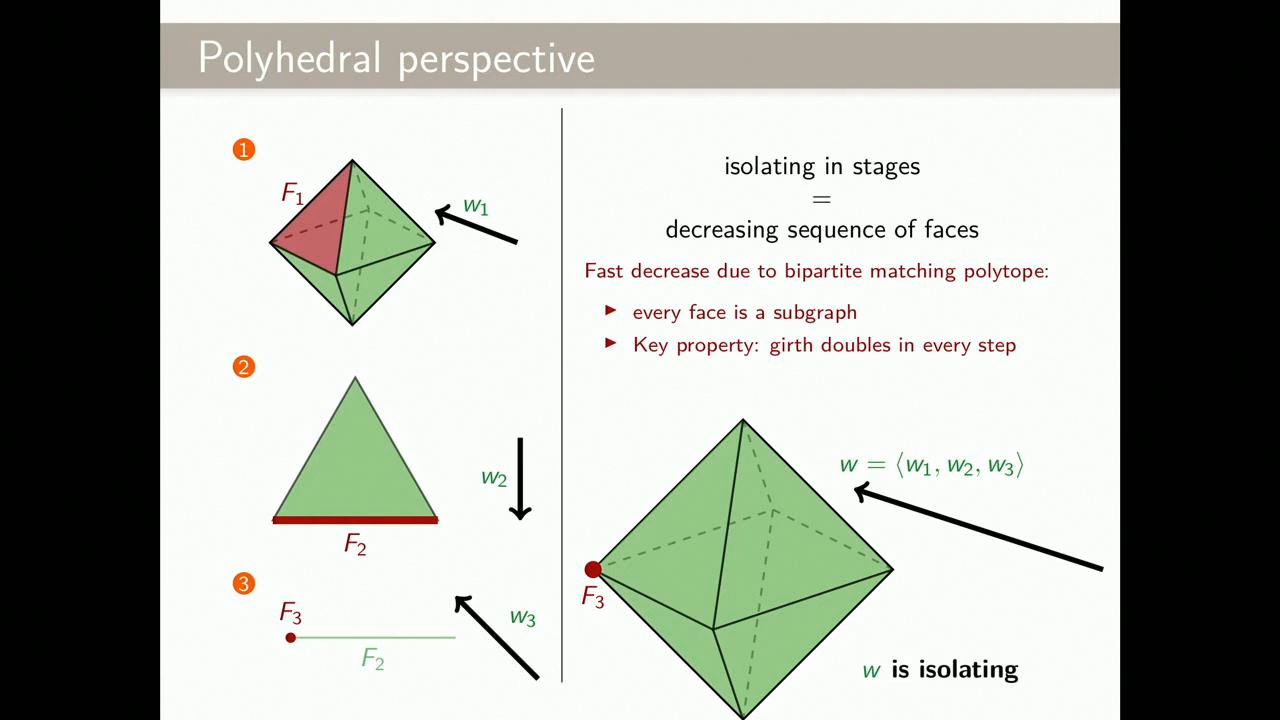 Polyhedral perspective
1
F₁
w₁
2
w₂
F₂
3
F₃
w₃
F₂
isolating in stages
=
decreasing sequence of faces
Fast decrease due to bipartite matching polytope:
▶ every face is a subgraph
▶ Key property: girth doubles in every step
w = ⟨w₁, w₂, w₃⟩
F₃
w is isolating